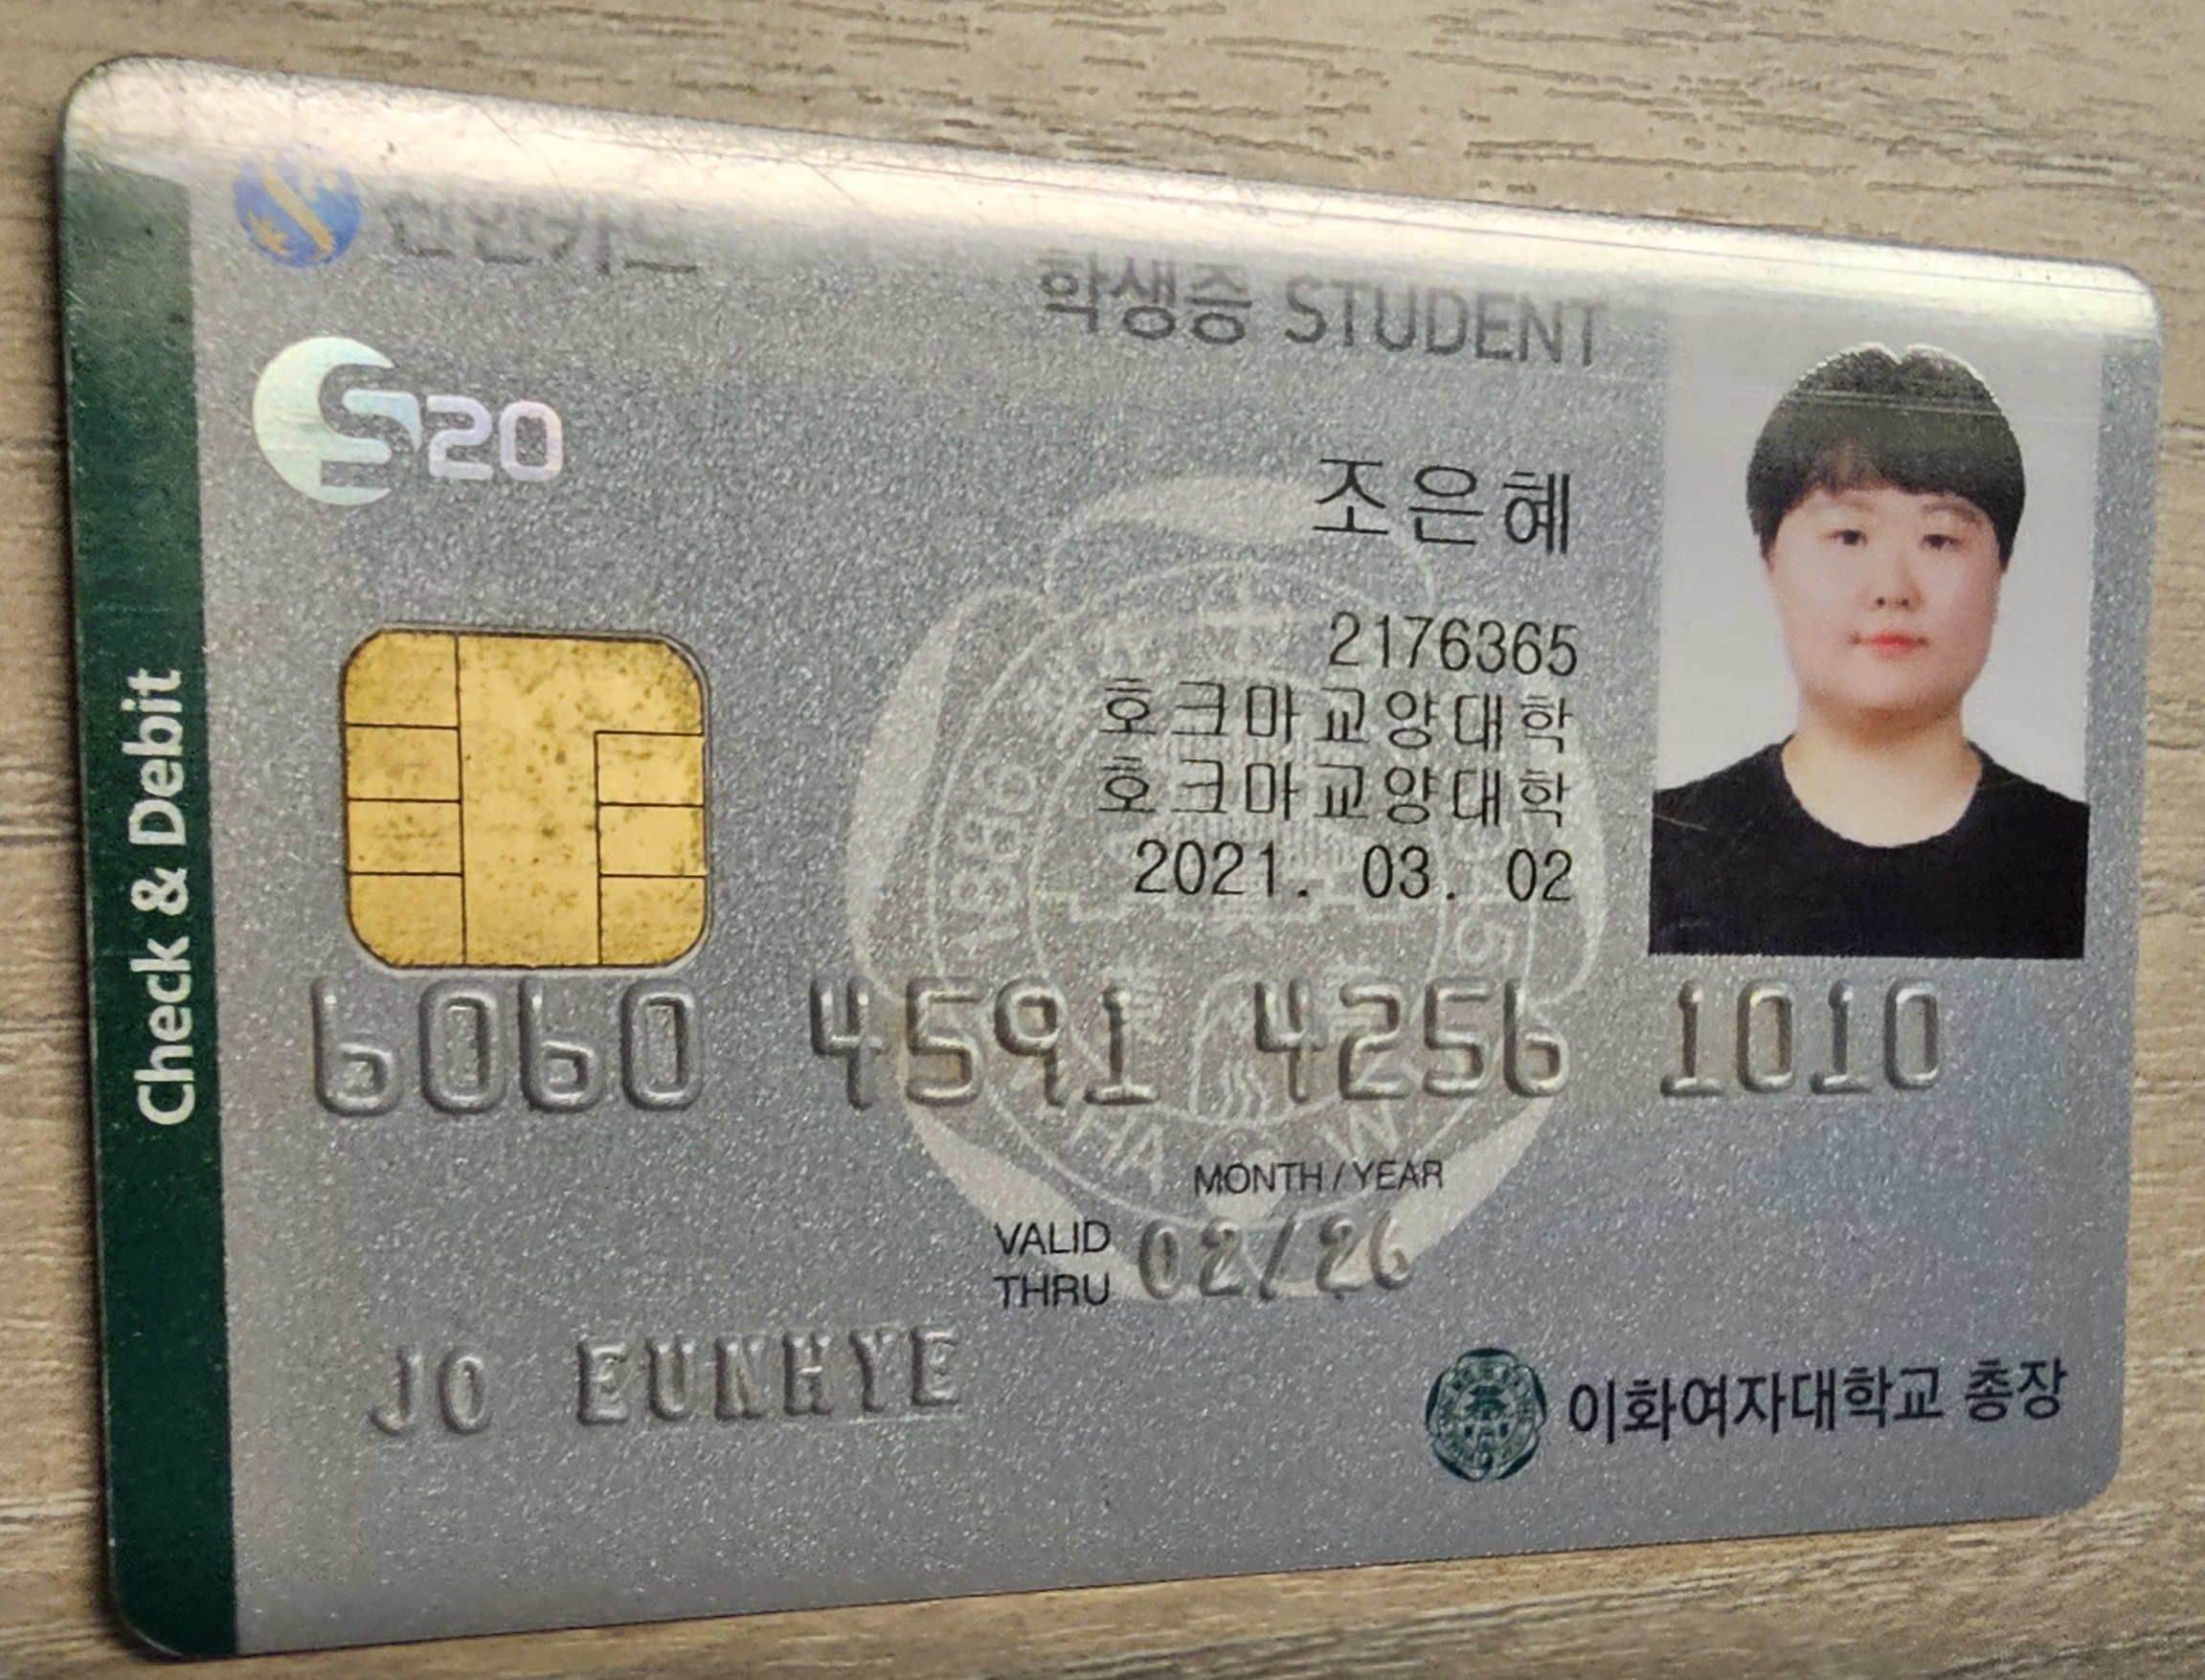 신한카드
학생증 STUDENT
S20
조은혜
2176365
호크마교양대학
호크마교양대학
2021. 03. 02
1886
Check & Debit
6060 4591 4256 1010
MONTH / YEAR
VALID THRU 02/26
JO EUNHYE
이화여자대학교 총장